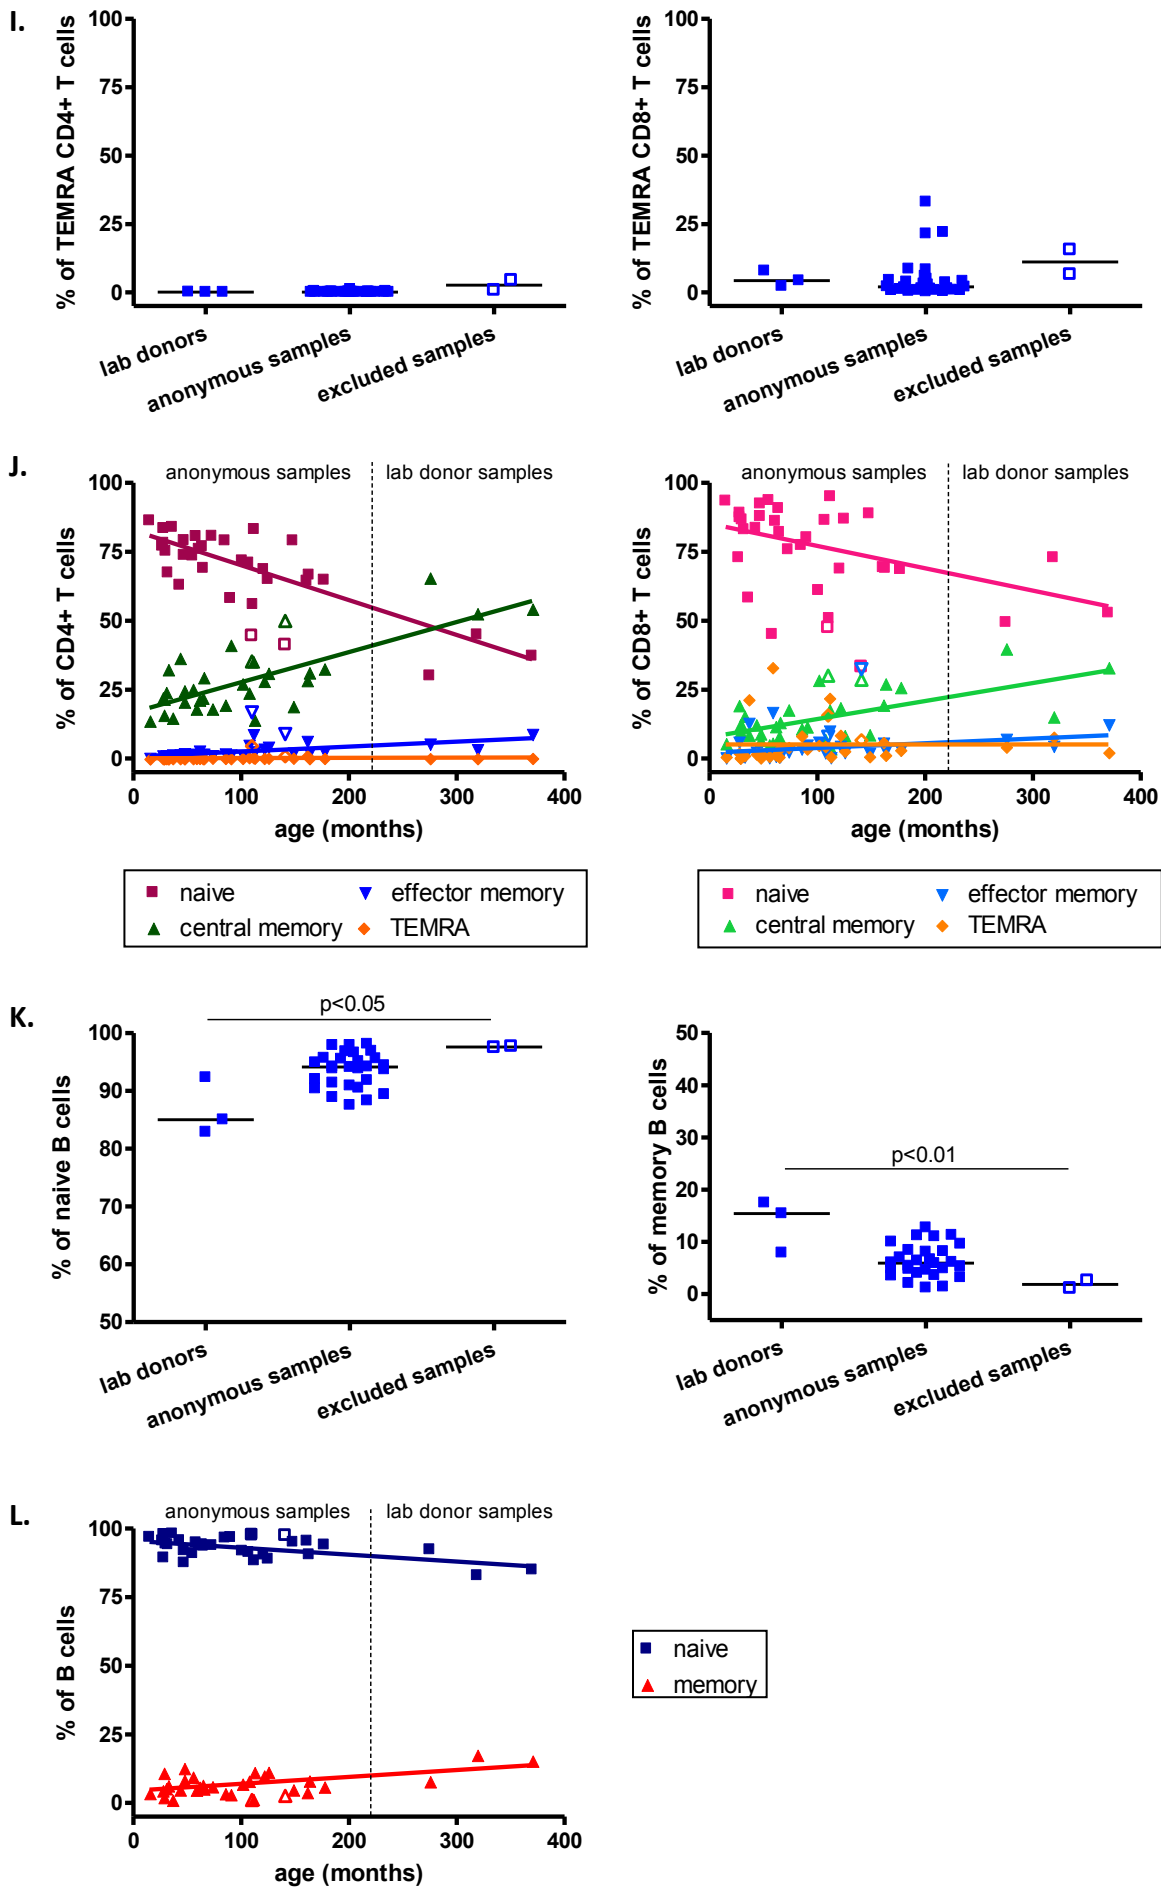 I.
% of TEMRA CD4+ T cells
100
75
50
25
0
lab donors
anonymous samples
excluded samples
% of TEMRA CD8+ T cells
100
75
50
25
0
lab donors
anonymous samples
excluded samples
J.
anonymous samples
lab donor samples
% of CD4+ T cells
100
75
50
25
0
0 100 200 300 400
age (months)
anonymous samples
lab donor samples
% of CD8+ T cells
100
75
50
25
0
0 100 200 300 400
age (months)
naive
effector memory
central memory
TEMRA
naive
effector memory
central memory
TEMRA
K.
p<0.05
% of naive B cells
100
90
80
70
60
50
lab donors
anonymous samples
excluded samples
p<0.01
% of memory B cells
50
40
30
20
10
0
lab donors
anonymous samples
excluded samples
L.
anonymous samples
lab donor samples
% of B cells
100
75
50
25
0
0 100 200 300 400
age (months)
naive
memory